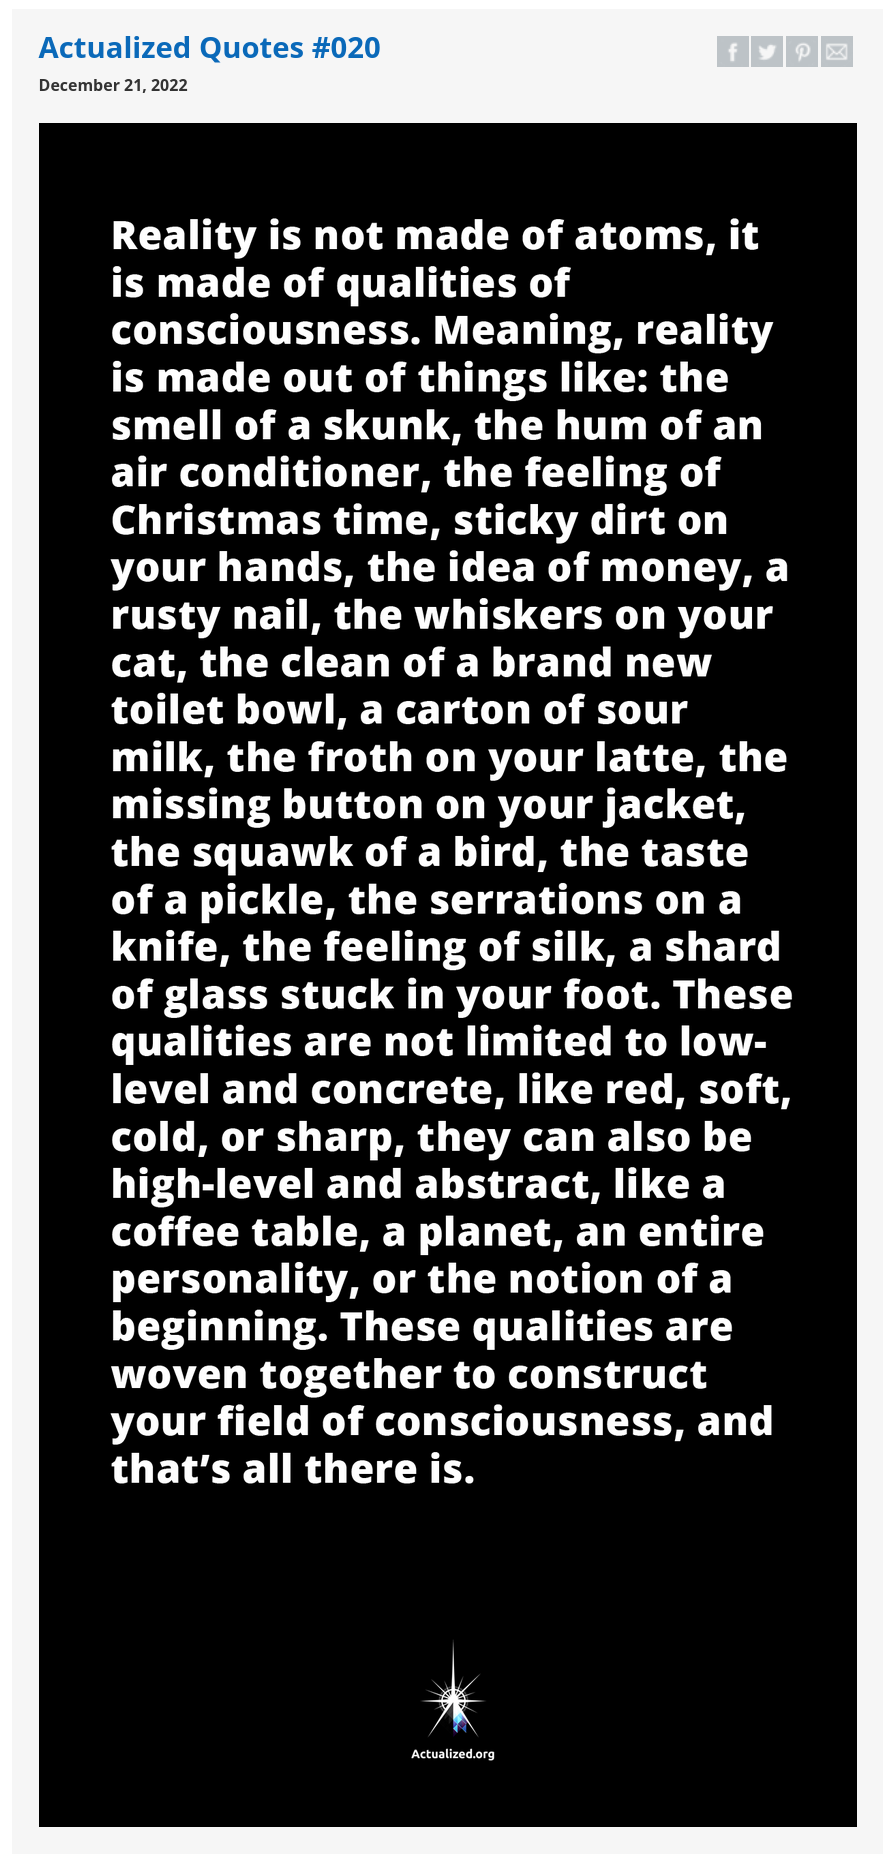 Actualized Quotes #020
December 21, 2022
Reality is not made of atoms, it
is made of qualities of
consciousness. Meaning, reality
is made out of things like: the
smell of a skunk, the hum of an
air conditioner, the feeling of
Christmas time, sticky dirt on
your hands, the idea of money, a
rusty nail, the whiskers on your
cat, the clean of a brand new
toilet bowl, a carton of sour
milk, the froth on your latte, the
missing button on your jacket,
the squawk of a bird, the taste
of a pickle, the serrations on a
knife, the feeling of silk, a shard
of glass stuck in your foot. These
qualities are not limited to low-
level and concrete, like red, soft,
cold, or sharp, they can also be
high-level and abstract, like a
coffee table, a planet, an entire
personality, or the notion of a
beginning. These qualities are
woven together to construct
your field of consciousness, and
that’s all there is.
Actualized.org